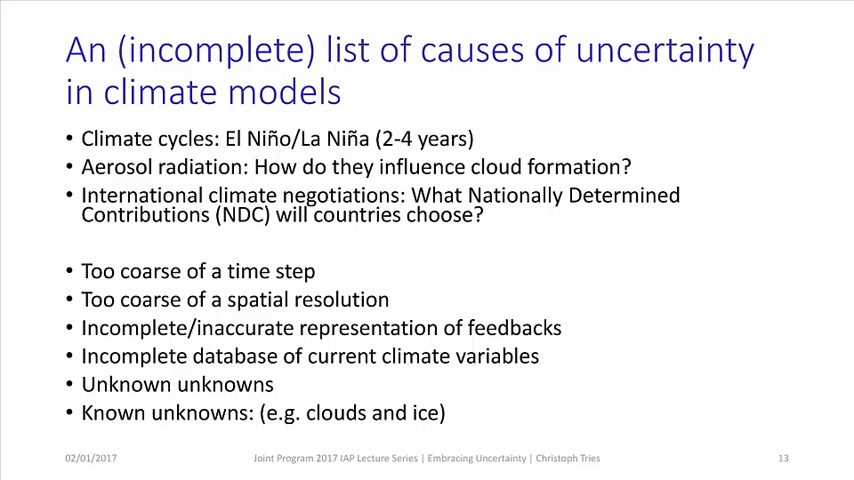 An (incomplete) list of causes of uncertainty
in climate models
• Climate cycles: El Niño/La Niña (2-4 years)
• Aerosol radiation: How do they influence cloud formation?
• International climate negotiations: What Nationally Determined
Contributions (NDC) will countries choose?
• Too coarse of a time step
• Too coarse of a spatial resolution
• Incomplete/inaccurate representation of feedbacks
• Incomplete database of current climate variables
• Unknown unknowns
• Known unknowns: (e.g. clouds and ice)
02/01/2017 Joint Program 2017 IAP Lecture Series | Embracing Uncertainty | Christoph Tries 13